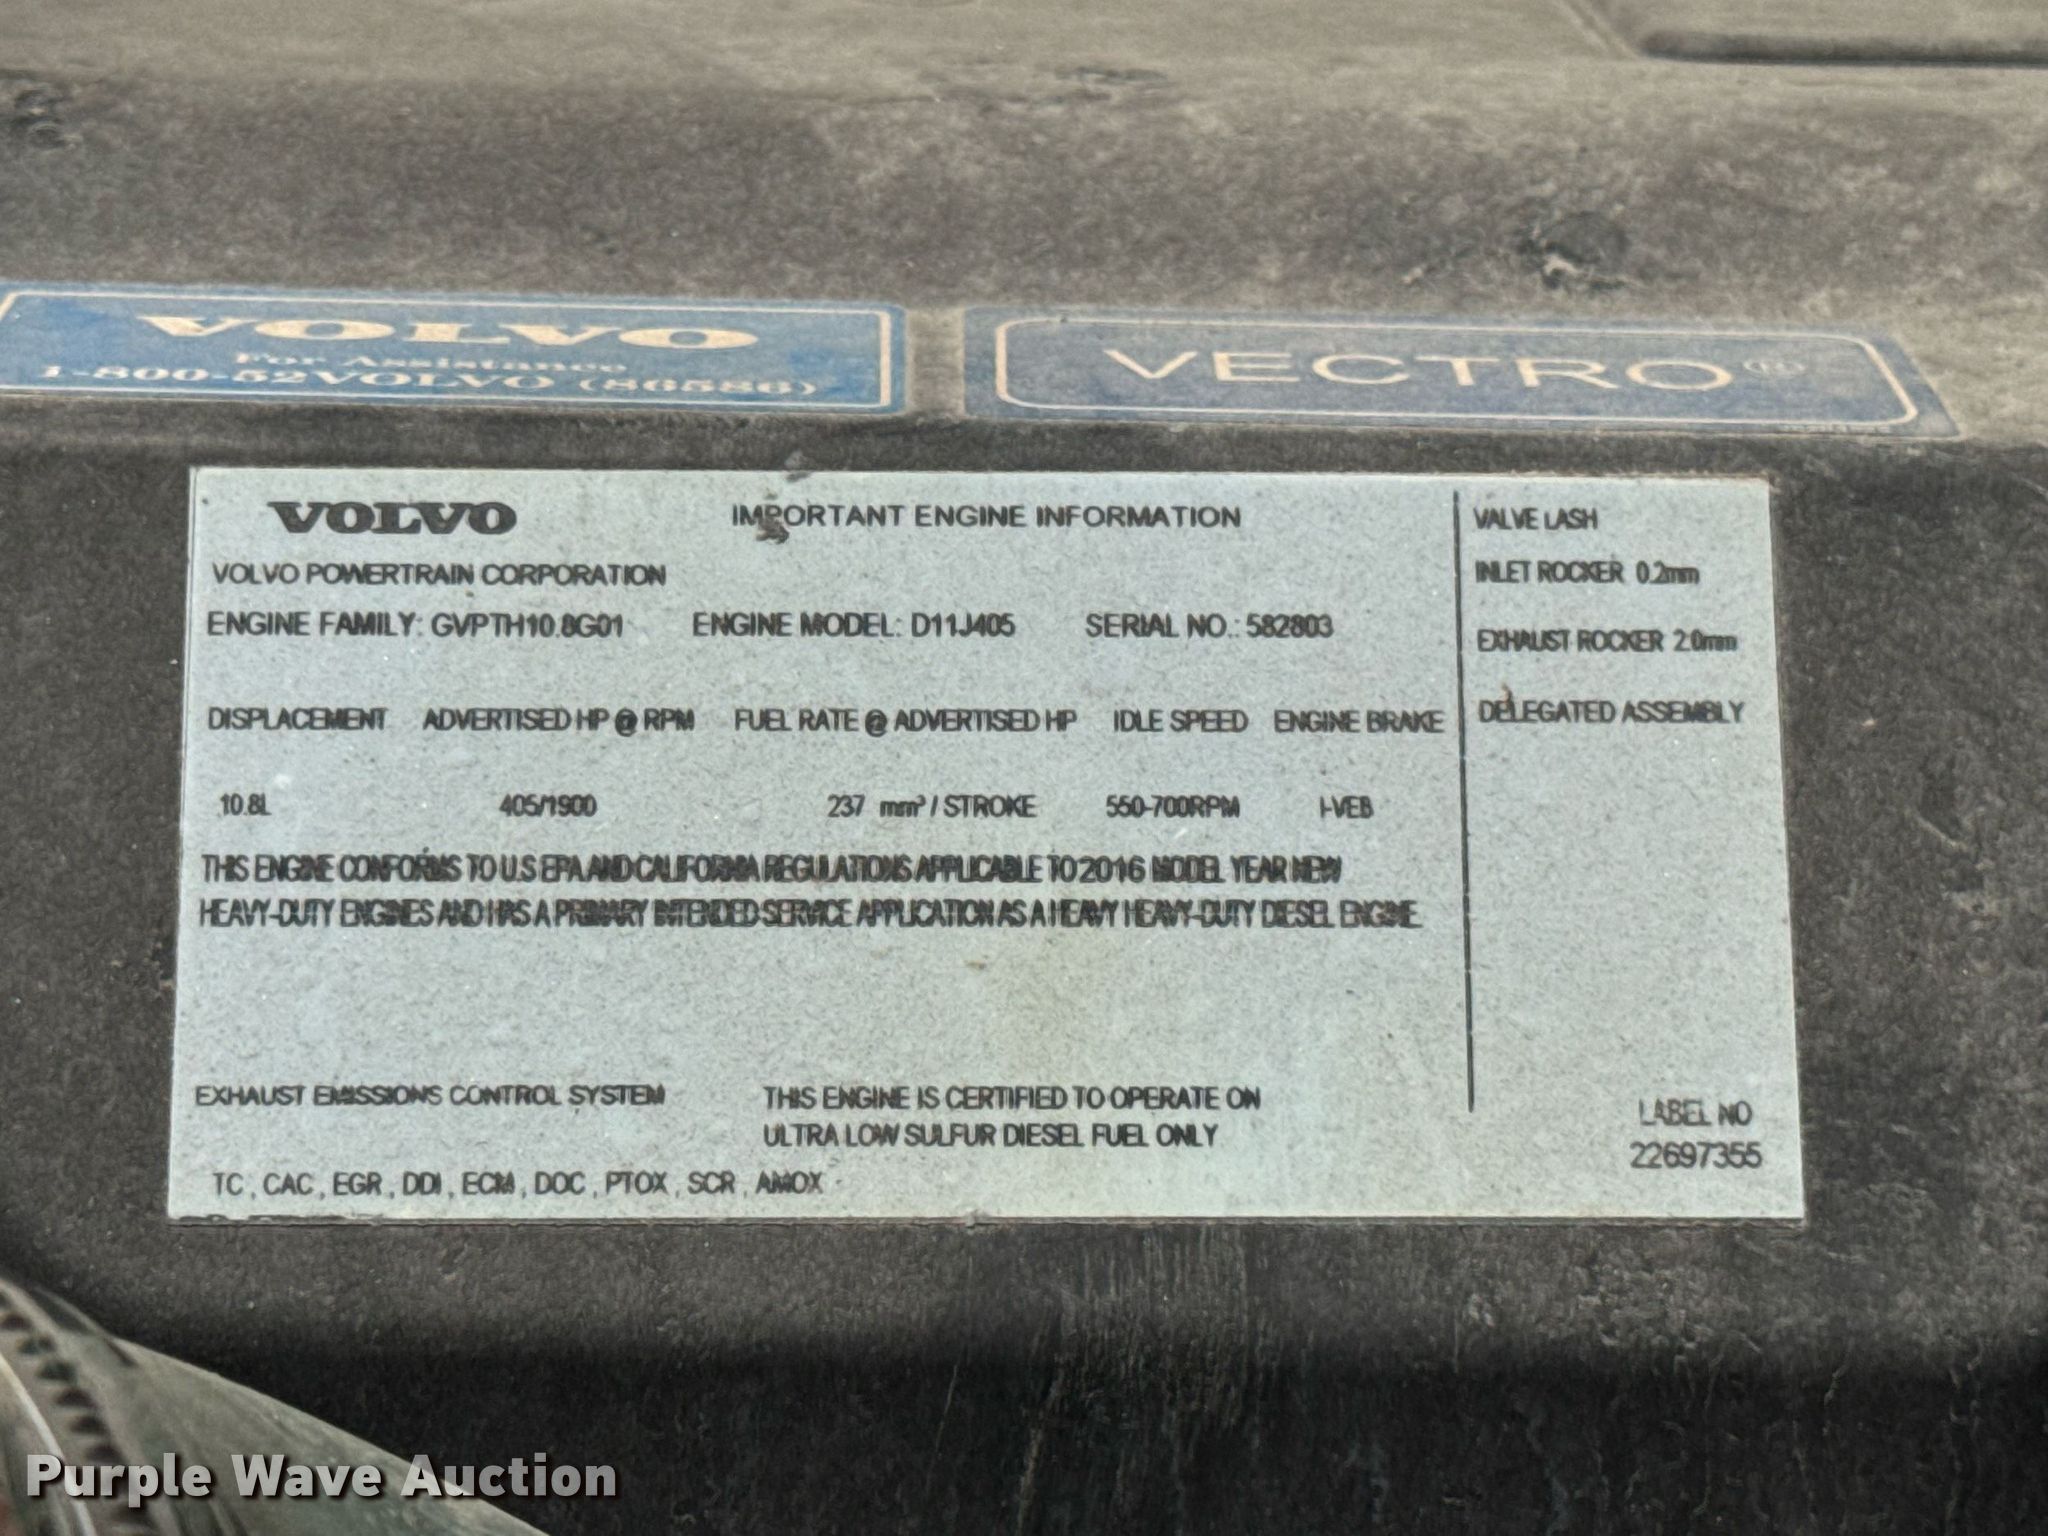 VOLVO
For Assistance
1-800-52VOLVO (86586)
VECTRO®
VOLVO IMPORTANT ENGINE INFORMATION
VOLVO POWERTRAIN CORPORATION
ENGINE FAMILY: GVPTH10.8G01 ENGINE MODEL: D11J405 SERIAL NO.: 582803
DISPLACEMENT ADVERTISED HP @ RPM FUEL RATE @ ADVERTISED HP IDLE SPEED ENGINE BRAKE
10.8L 405/1900 237 mm³ / STROKE 550-700RPM I-VEB
THIS ENGINE CONFORMS TO U.S EPA AND CALIFORNIA REGULATIONS APPLICABLE TO 2016 MODEL YEAR NEW
HEAVY-DUTY ENGINES AND HAS A PRIMARY INTENDED SERVICE APPLICATION AS A HEAVY HEAVY-DUTY DIESEL ENGINE.
EXHAUST EMISSIONS CONTROL SYSTEM
TC , CAC , EGR , DDI , ECM , DOC , PTOX , SCR , AMOX
THIS ENGINE IS CERTIFIED TO OPERATE ON
ULTRA LOW SULFUR DIESEL FUEL ONLY
VALVE LASH
INLET ROCKER 0.2mm
EXHAUST ROCKER 2.0mm
DELEGATED ASSEMBLY
LABEL NO
22697355
Purple Wave Auction